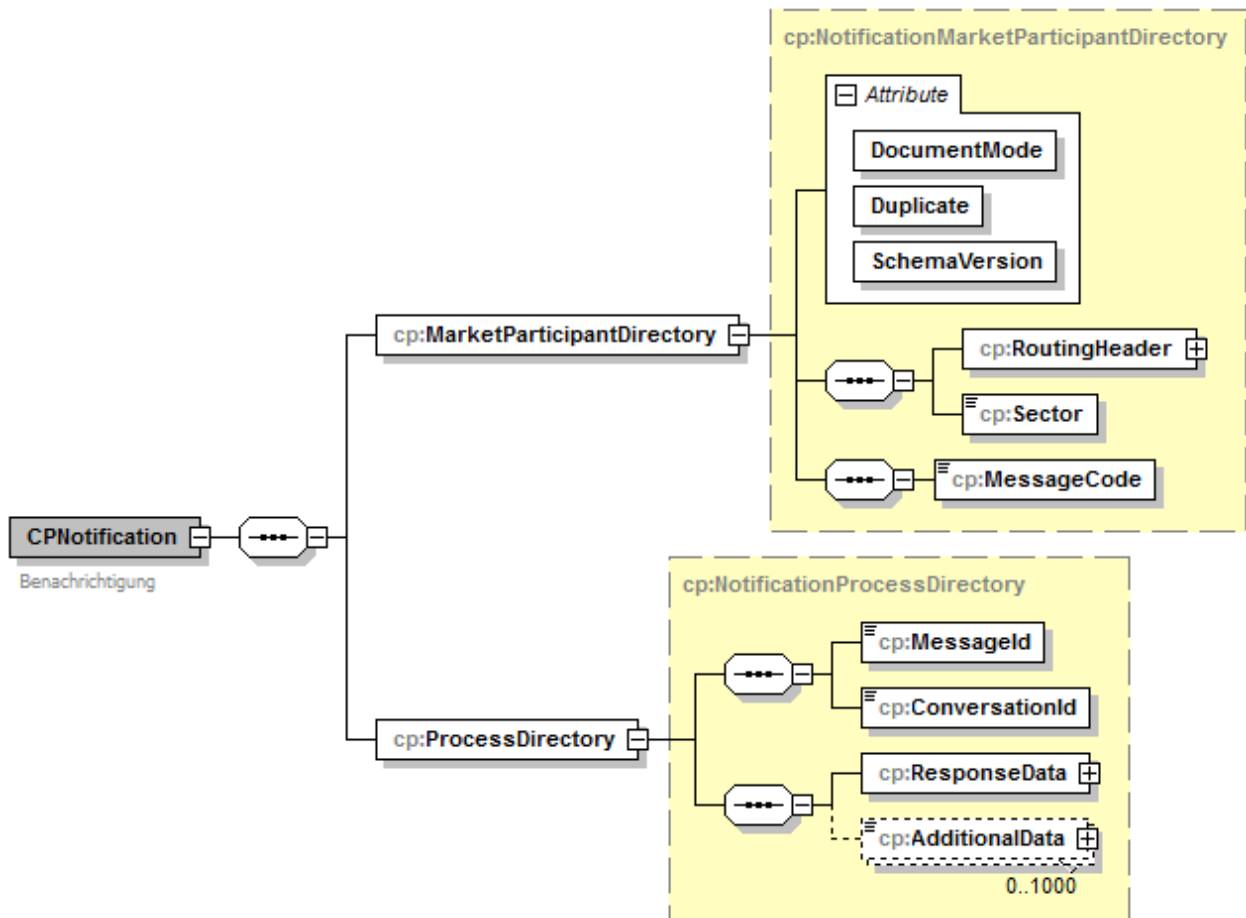 cp:NotificationMarketParticipantDirectory
Attribute
DocumentMode
Duplicate
SchemaVersion
cp:MarketParticipantDirectory
cp:RoutingHeader
cp:Sector
cp:MessageCode
CPNotification
Benachrichtigung
cp:NotificationProcessDirectory
cp:MessageId
cp:ConversationId
cp:ProcessDirectory
cp:ResponseData
cp:AdditionalData
0..1000